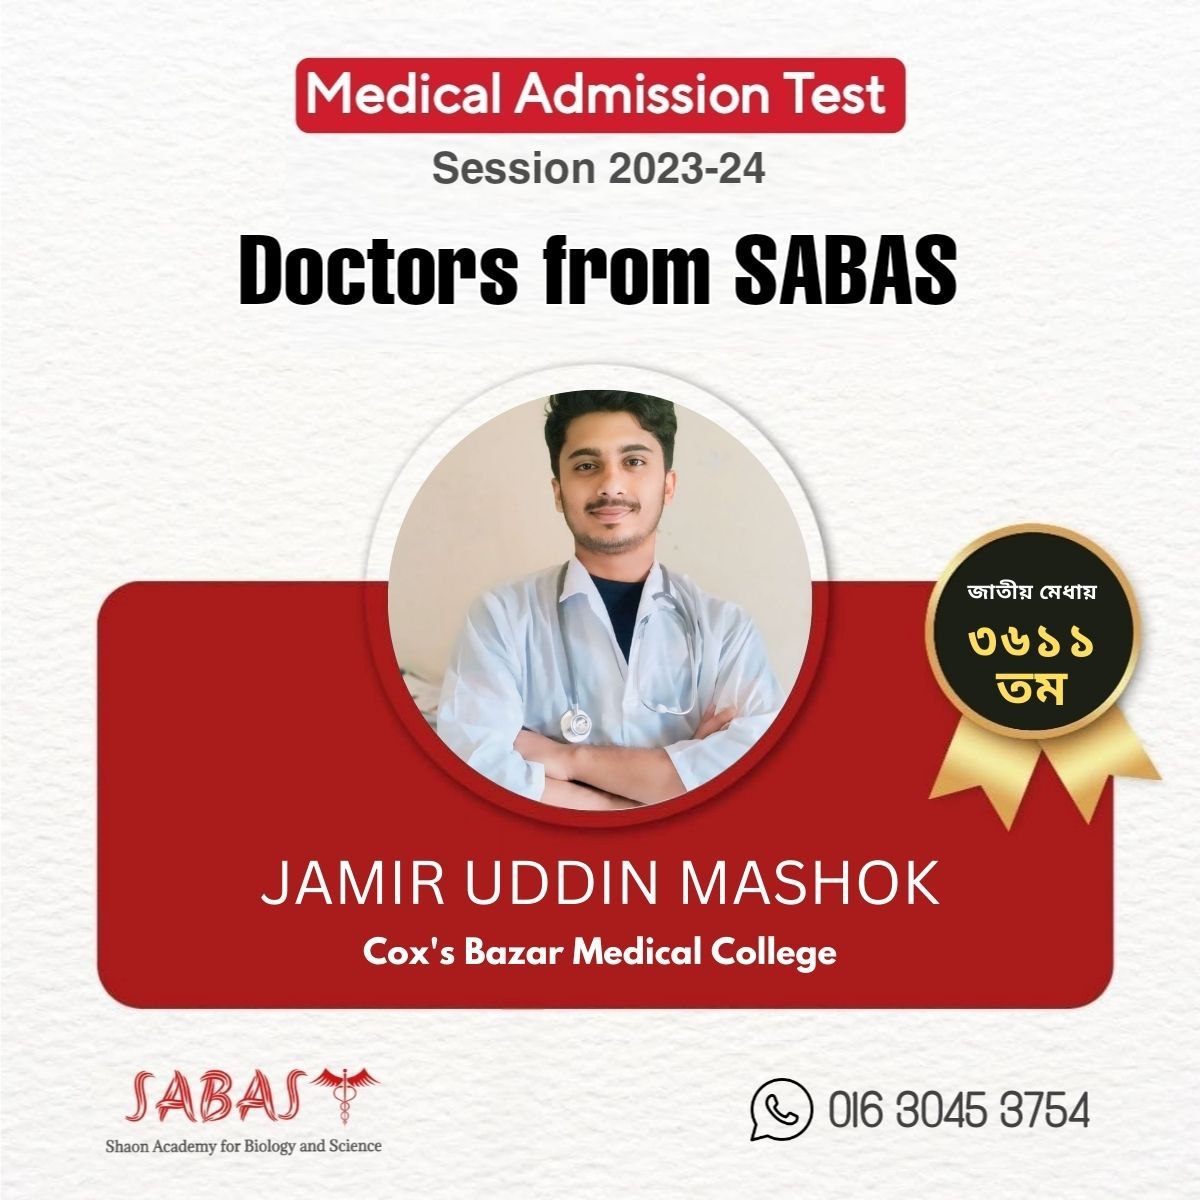 Medical Admission Test
Session 2023-24
Doctors from SABAS
জাতীয় মেধায়
৩৬১১
তম
JAMIR UDDIN MASHOK
Cox's Bazar Medical College
SABAS
Shaon Academy for Biology and Science
016 3045 3754